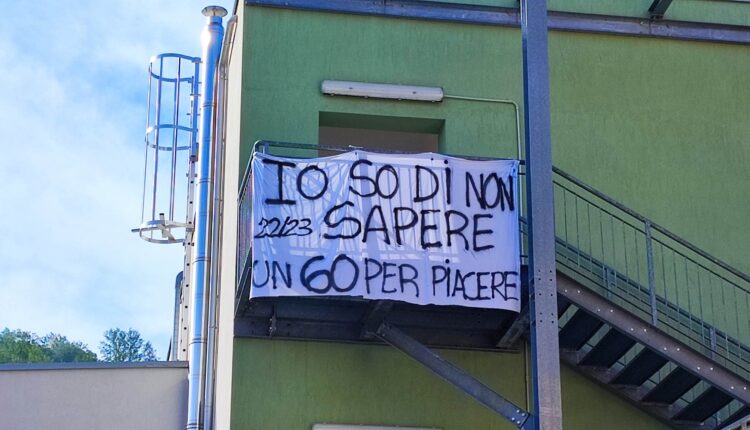 IO SO DI NON
22/23 SAPERE
UN 60 PER PIACERE